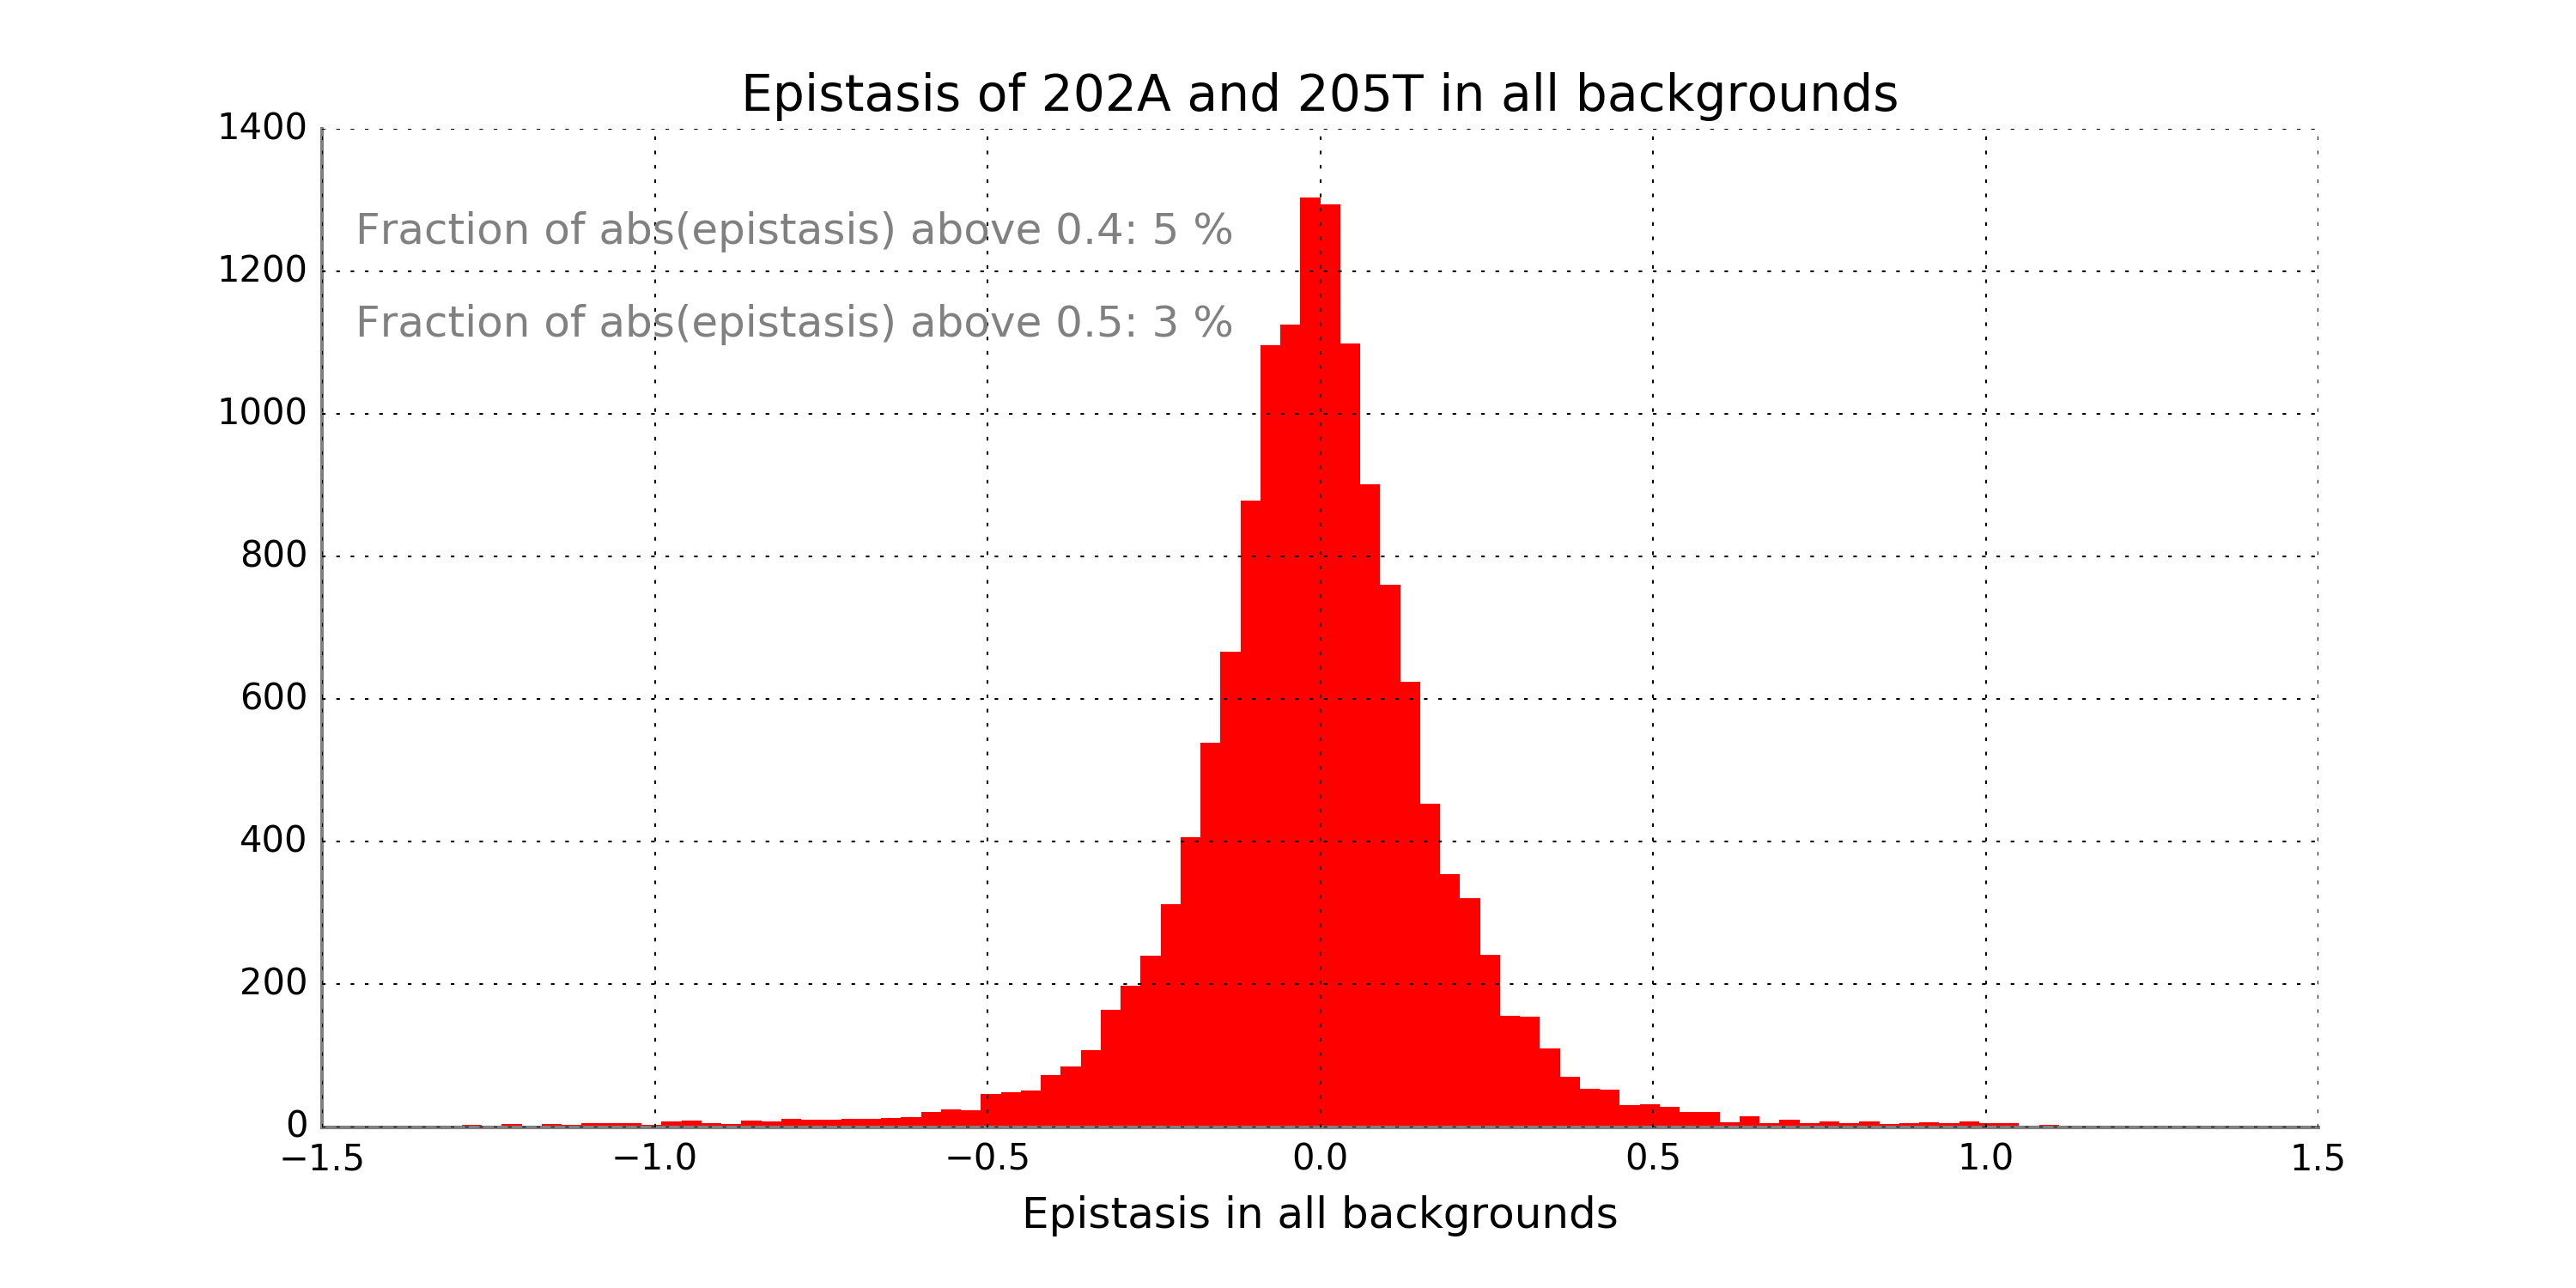 Epistasis of 202A and 205T in all backgrounds
1400
Fraction of abs(epistasis) above 0.4: 5 %
1200
Fraction of abs(epistasis) above 0.5: 3 %
1000
800
600
400
200
0
−1.5 −1.0 −0.5 0.0 0.5 1.0 1.5
Epistasis in all backgrounds